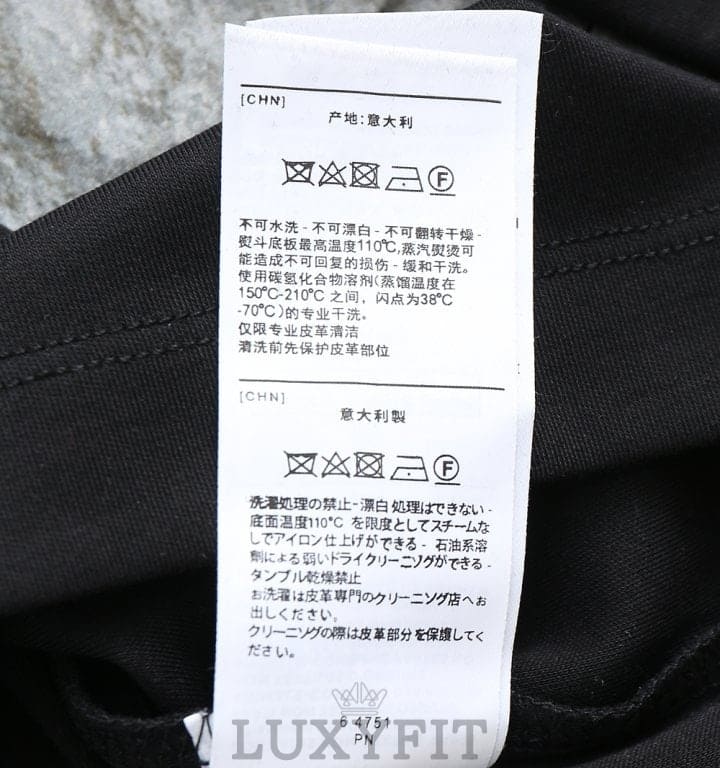 [CHN]
产地:意大利
F
不可水洗 - 不可漂白 - 不可翻转干燥 -
熨斗底板最高温度110℃,蒸汽熨烫可
能造成不可回复的损伤 - 缓和干洗。
使用碳氢化合物溶剂(蒸馏温度在
150℃-210℃ 之间, 闪点为38℃
-70℃)的专业干洗。
仅限专业皮革清洁
清洗前先保护皮革部位
[CHN]
意大利製
F
洗濯処理の禁止-漂白処理はできない -
底面温度110℃ を限度としてスチームな
しでアイロン仕上げができる - 石油系溶
剤による弱いドライクリーニソグができる -
タンブル乾燥禁止
お洗濯は皮革専門のクリーニソグ店へお
出しください。
クリーニソグの際は皮革部分を保護してく
ださい。
6 4751
PN
LUXYFIT